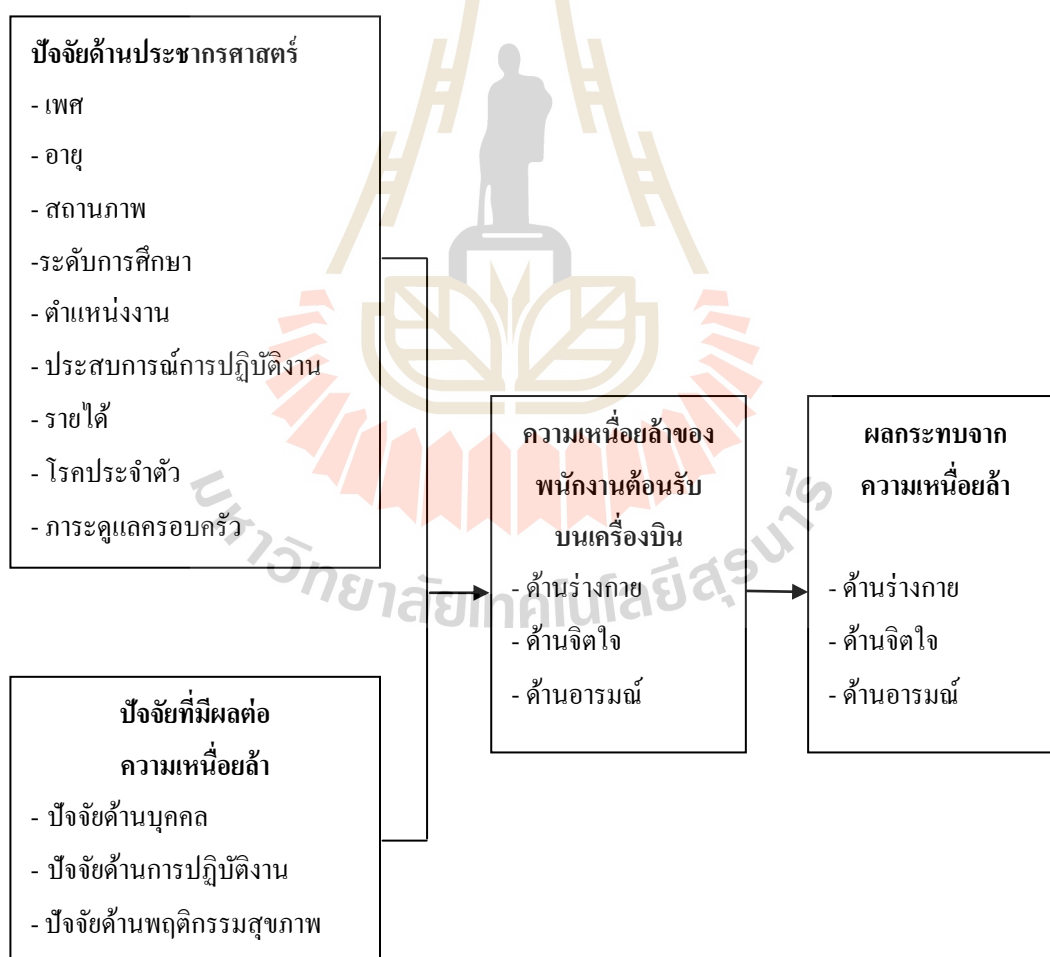 ปัจจัยด้านประชากรศาสตร์
- เพศ
- อายุ
- สถานภาพ
-ระดับการศึกษา
- ตำแหน่งงาน
- ประสบการณ์การปฏิบัติงาน
- รายได้
- โรคประจำตัว
- ภาระดูแลครอบครัว
ปัจจัยที่มีผลต่อ
ความเหนื่อยล้า
- ปัจจัยด้านบุคคล
- ปัจจัยด้านการปฏิบัติงาน
- ปัจจัยด้านพฤติกรรมสุขภาพ
ความเหนื่อยล้าของ
พนักงานต้อนรับ
บนเครื่องบิน
- ด้านร่างกาย
- ด้านจิตใจ
- ด้านอารมณ์
ผลกระทบจาก
ความเหนื่อยล้า
- ด้านร่างกาย
- ด้านจิตใจ
- ด้านอารมณ์
มหาวิทยาลัยเทคโนโลยีสุรนารี